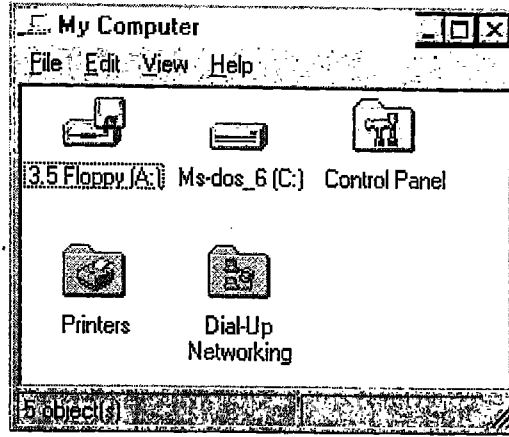 My Computer
File Edit View Help
3.5 Floppy (A:) Ms-dos_6 (C:) Control Panel
Printers Dial-Up
Networking
5 object(s)